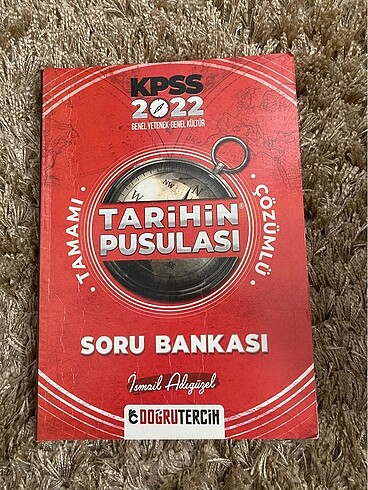 KPSS
2022
GENEL YETENEK-GENEL KÜLTÜR
TAMAMI
ÇÖZÜMLÜ
TARİHİN®
PUSULASI
SORU BANKASI
İsmail Adıgüzel
DOĞRUTERCİH